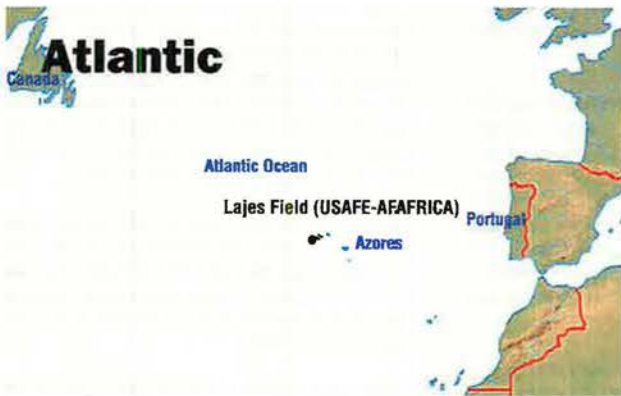 Atlantic
Canada
Atlantic Ocean
Lajes Field (USAFE-AFAFRICA)
Portugal
Azores